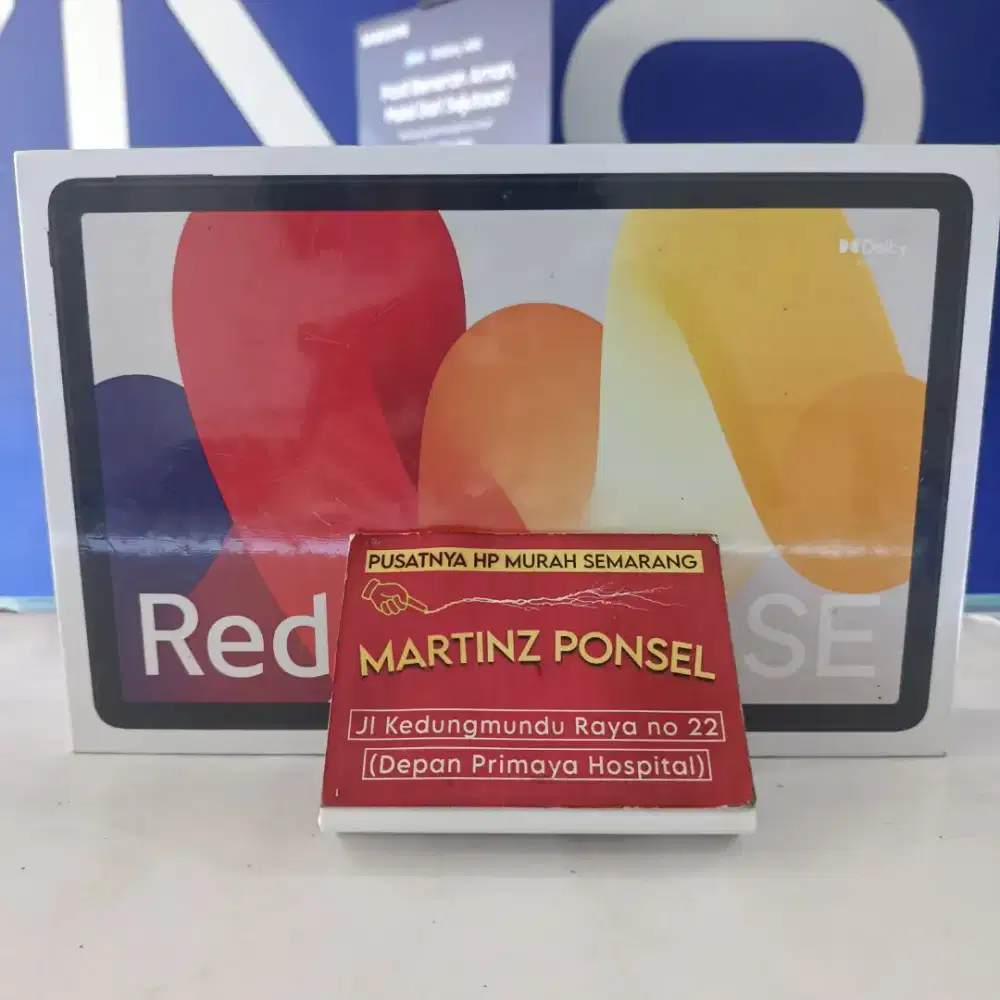 Dolby
Red
SE
PUSATNYA HP MURAH SEMARANG
MARTINZ PONSEL
Jl Kedungmundu Raya no 22
(Depan Primaya Hospital)